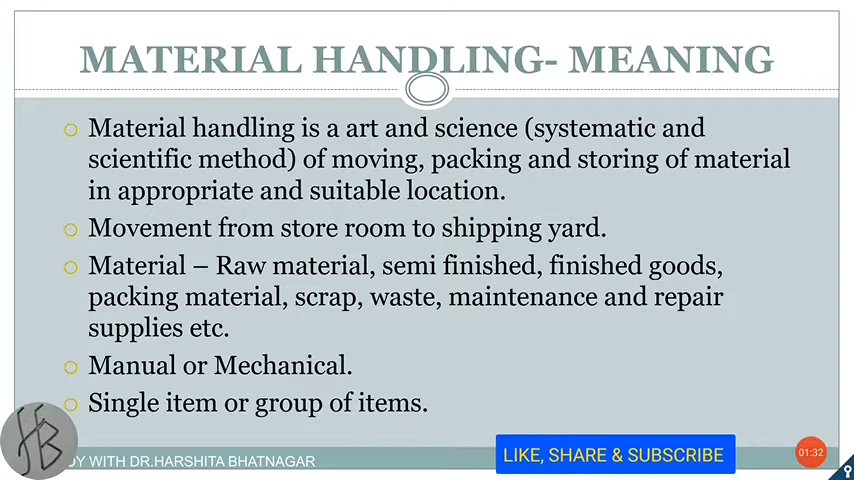 MATERIAL HANDLING- MEANING
Material handling is a art and science (systematic and
scientific method) of moving, packing and storing of material
in appropriate and suitable location.
Movement from store room to shipping yard.
Material – Raw material, semi finished, finished goods,
packing material, scrap, waste, maintenance and repair
supplies etc.
Manual or Mechanical.
Single item or group of items.
HB
DY WITH DR.HARSHITA BHATNAGAR
LIKE, SHARE & SUBSCRIBE
01:32